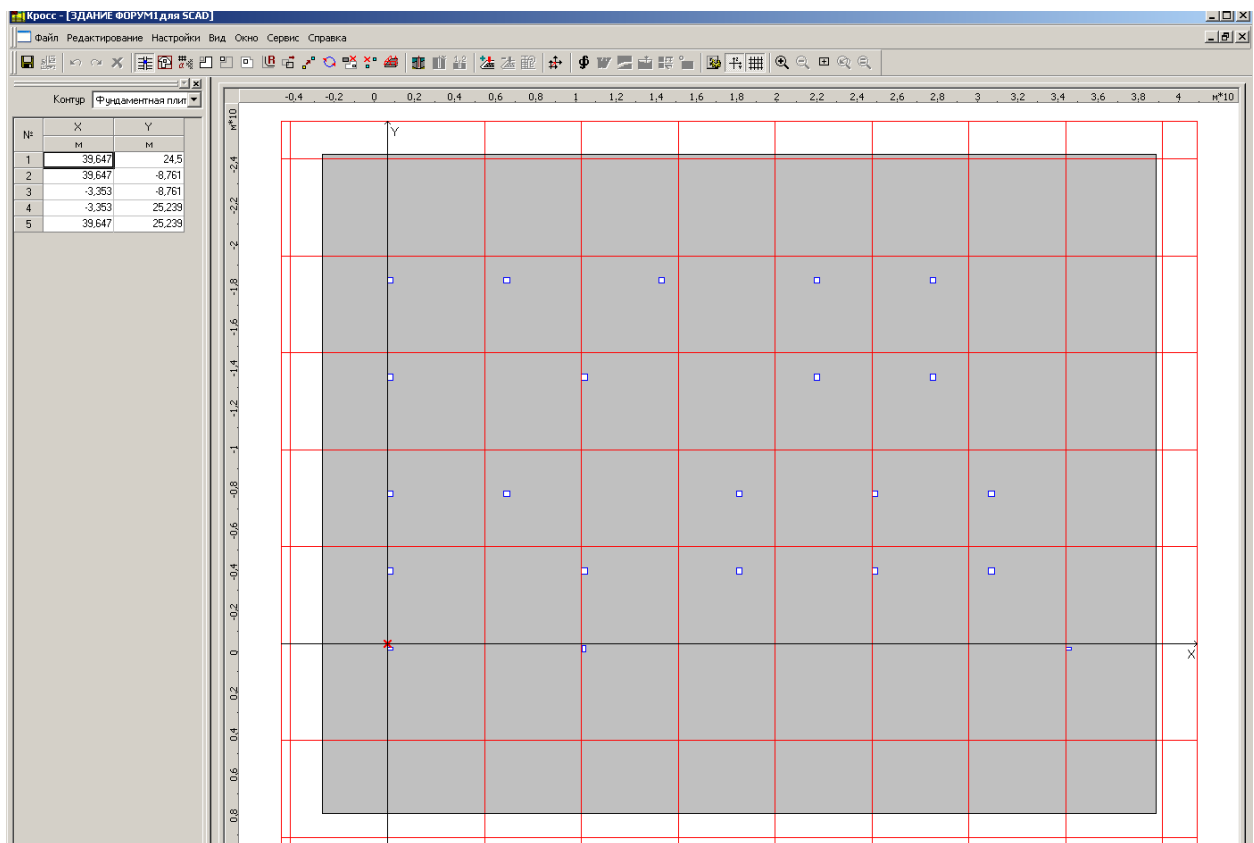 Кросс - [ЗДАНИЕ ФОРУМ1для SCAD]
Файл Редактирование Настройки Вид Окно Сервис Справка
Контур Фундаментная плит
№ X Y
м м
1 39,647 24,5
2 39,647 -8,761
3 -3,353 -8,761
4 -3,353 25,239
5 39,647 25,239
-0,4 -0,2 0 0,2 0,4 0,6 0,8 1 1,2 1,4 1,6 1,8 2 2,2 2,4 2,6 2,8 3 3,2 3,4 3,6 3,8 4 м*10
м*10
-2,4
-2,2
-2
-1,8
-1,6
-1,4
-1,2
-1
-0,8
-0,6
-0,4
-0,2
0
0,2
0,4
0,6
0,8
Y
X